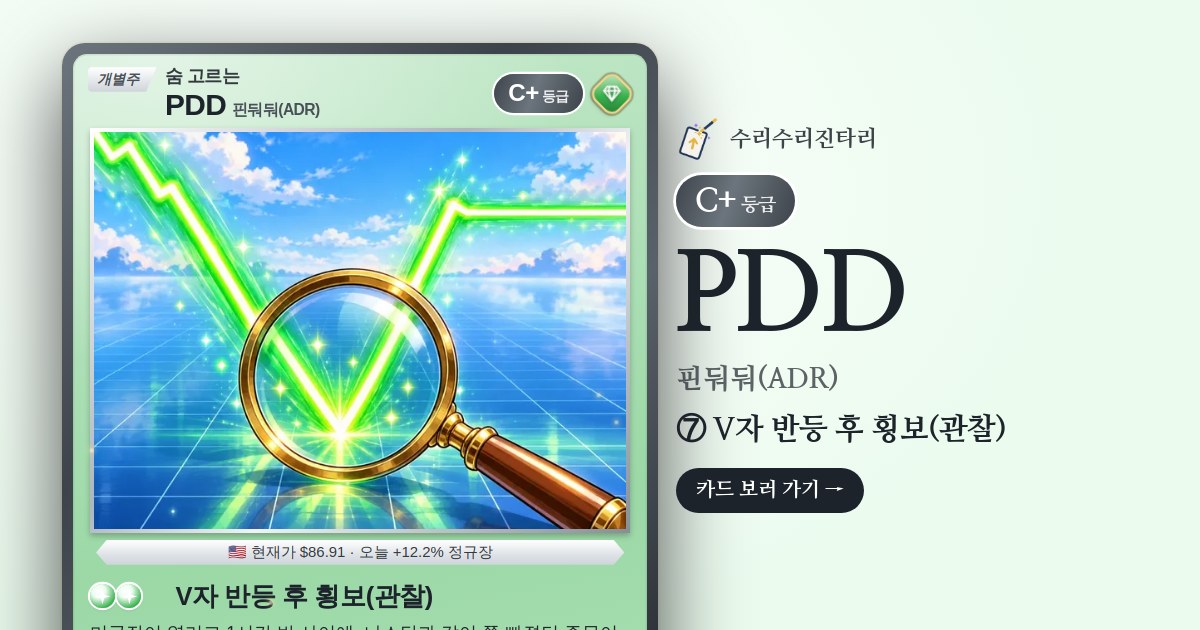 개별주
숨 고르는
PDD 핀둬둬(ADR)
C+ 등급
🇺🇸 현재가 $86.91 · 오늘 +12.2% 정규장
V자 반등 후 횡보(관찰)
수리수리진타리
C+ 등급
PDD
핀둬둬(ADR)
⑦ V자 반등 후 횡보(관찰)
카드 보러 가기 →